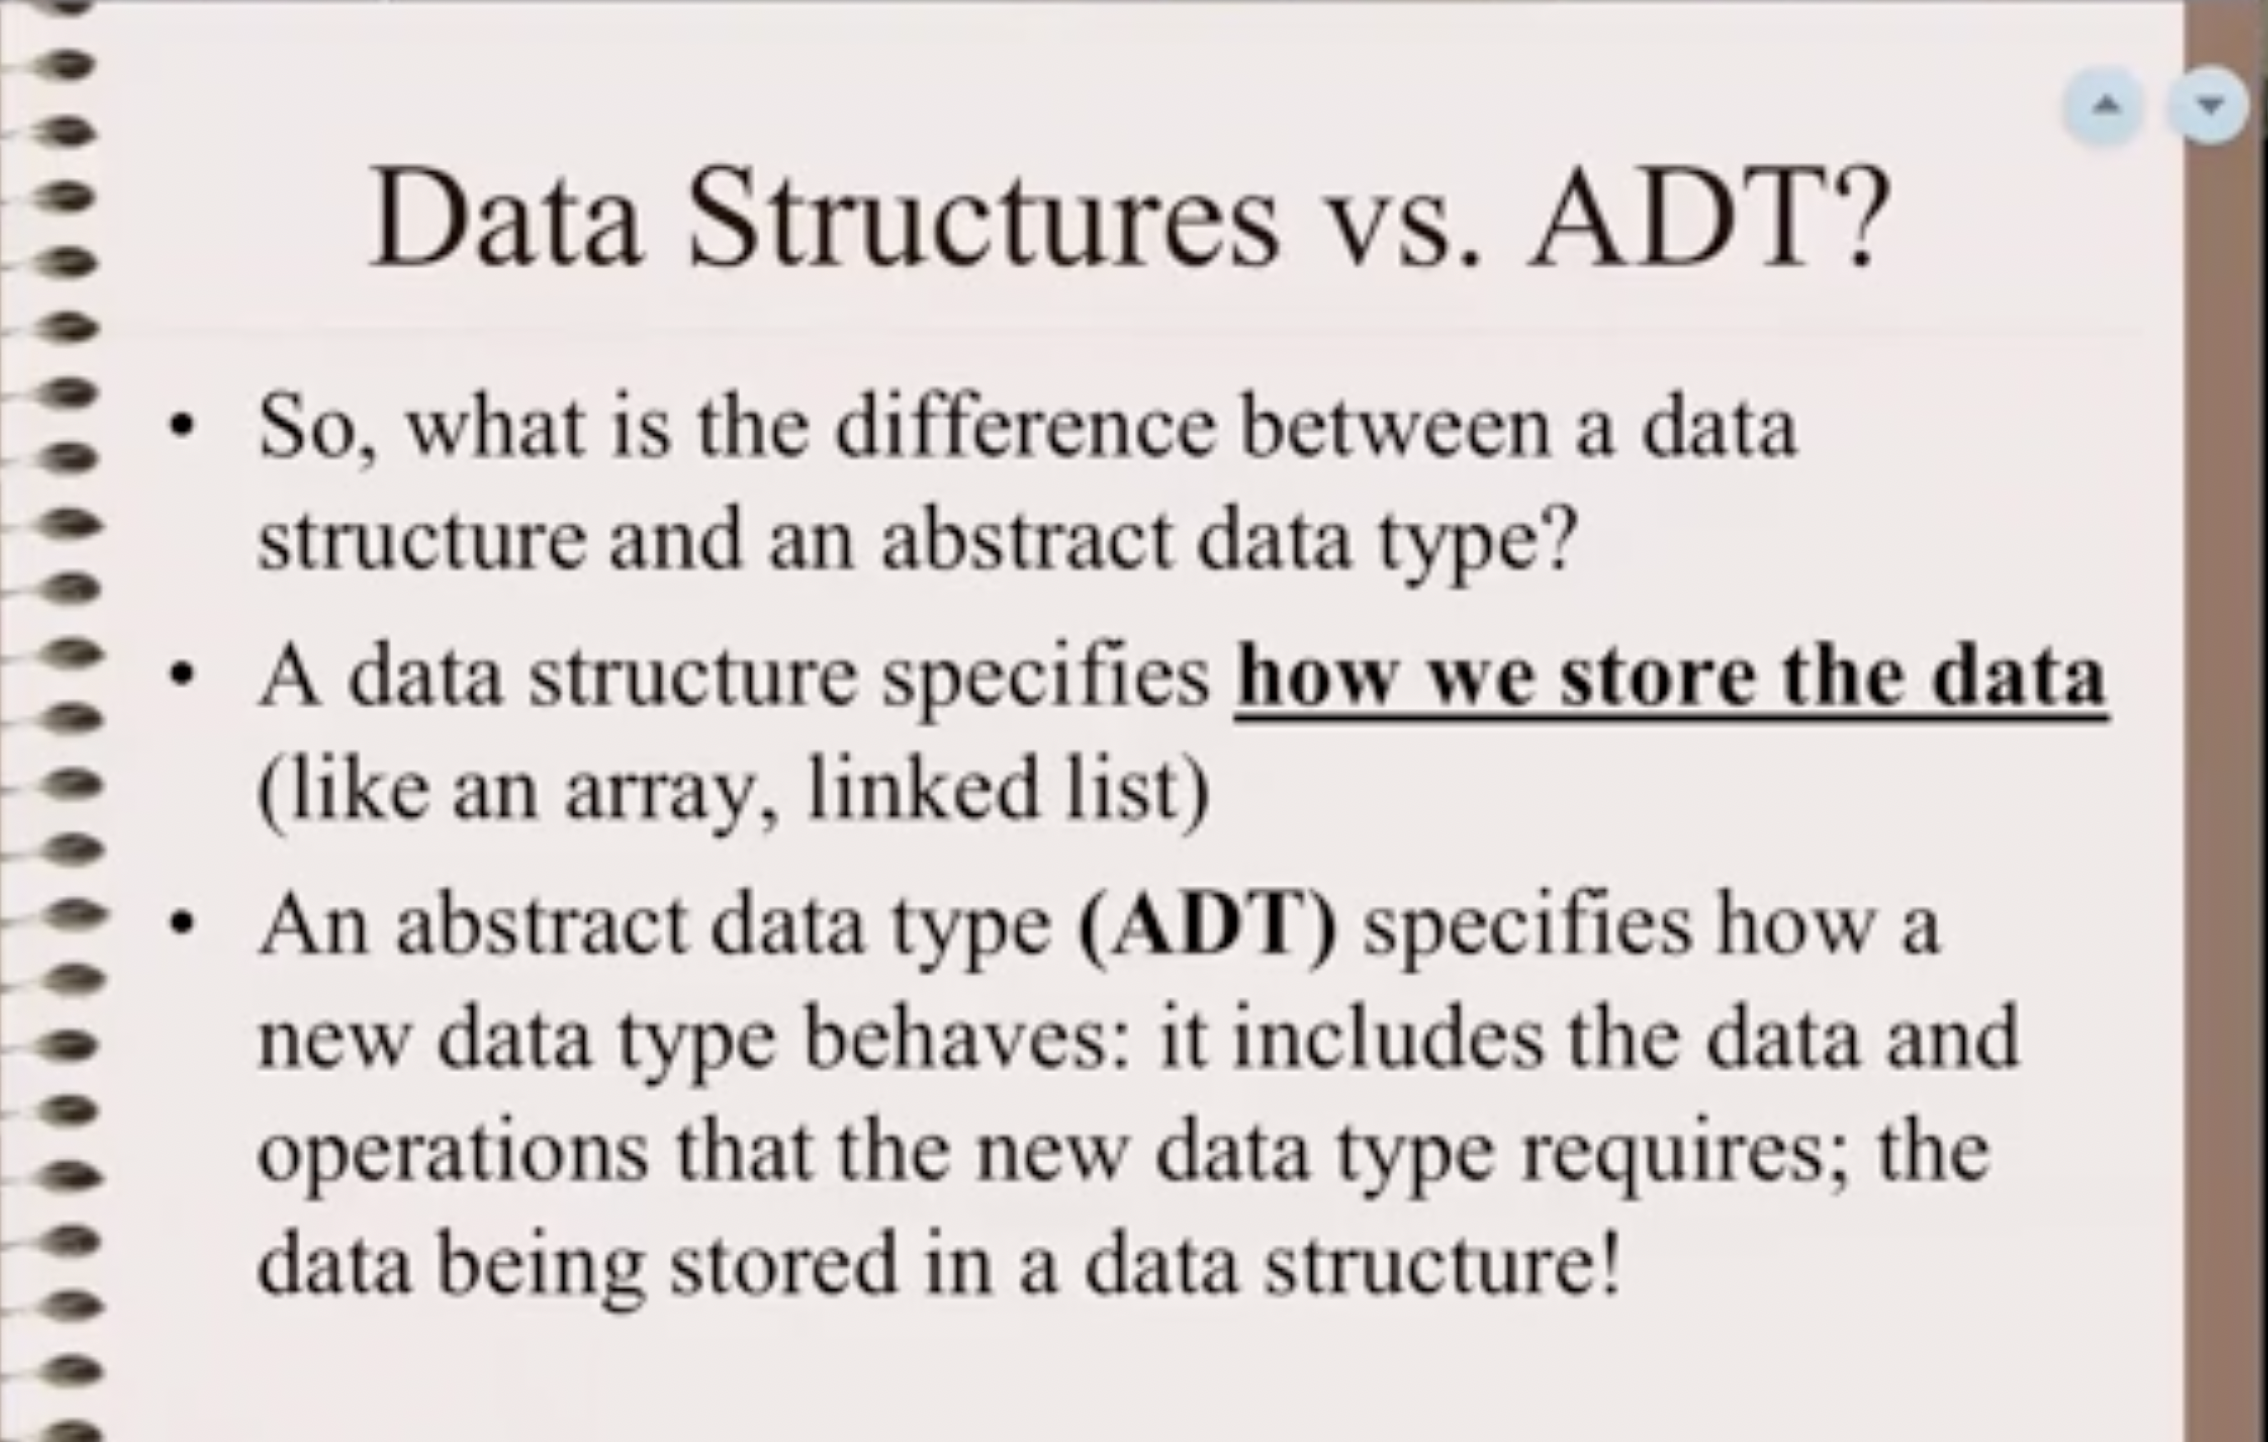 Data Structures vs. ADT?
• So, what is the difference between a data
structure and an abstract data type?
• A data structure specifies how we store the data
(like an array, linked list)
• An abstract data type (ADT) specifies how a
new data type behaves: it includes the data and
operations that the new data type requires; the
data being stored in a data structure!